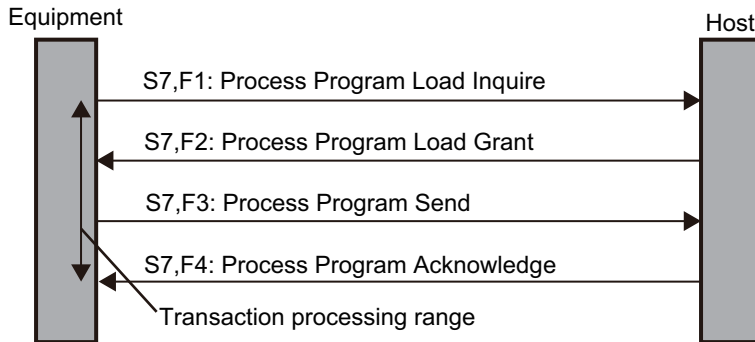 Equipment
Host
S7,F1: Process Program Load Inquire
S7,F2: Process Program Load Grant
S7,F3: Process Program Send
S7,F4: Process Program Acknowledge
Transaction processing range